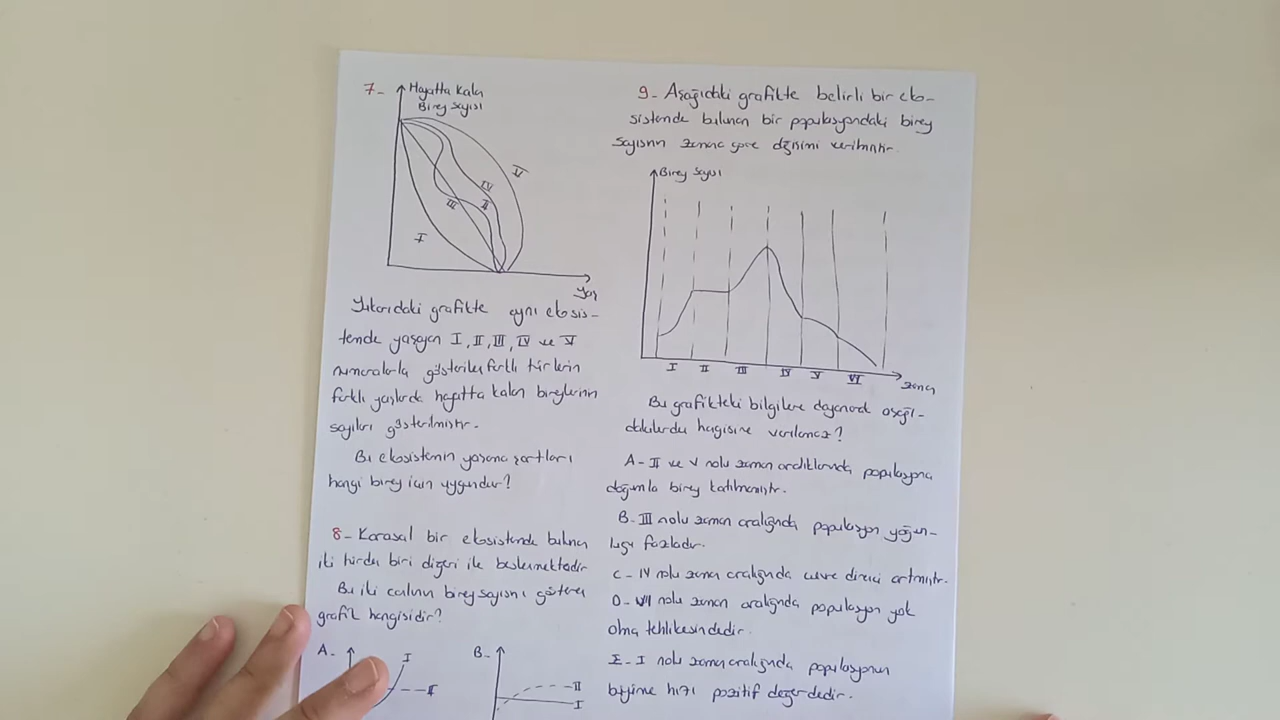 7- Hayatta Kalan
Birey Sayısı
V
IV
II
III
I
Yaş
Yukarıdaki grafikte aynı ekosis-
tende yaşayan I, II, III, IV ve V
numaralarla gösterilen farklı türlerin
farklı yaşlarda hayatta kalan bireylerinin
sayıları gösterilmiştir.
Bu ekosistemin yaşama şartları
hangi birey için uygundur?
8- Karasal bir ekosistemde bulunan
iki türden biri diğeri ile beslenmektedir
Bu iki canlının birey sayısını gösteren
grafik hangisidir?
A- I
II
B- II
I
9- Aşağıdaki grafikte belirli bir eko-
sistemde bulunan bir populasyondaki birey
sayısının zamana göre değişimi verilmiştir.
Birey Sayısı
I II III IV V VI
Zaman
Bu grafikteki bilgilere dayanarak aşağı-
dakilerden hangisine verilemez?
A- II ve V nolu zaman aralıklarında populasyona
doğumla birey katılmamıştır.
B- III nolu zaman aralığında populasyon yoğun-
luğu fazladır.
C- IV nolu zaman aralığında çevre direnci artmıştır.
D- VII nolu zaman aralığında populasyon yok
olma tehlikesindedir.
E- I nolu zaman aralığında populasyonun
büyüme hızı pozitif değerdedir.